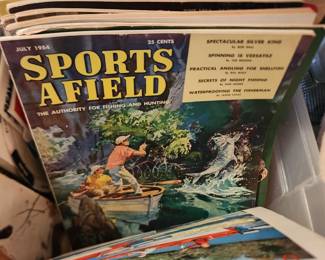 JULY 1954
25 CENTS
SPORTS
AFIELD
THE AUTHORITY FOR FISHING AND HUNTING
SPECTACULAR SILVER KING
SPINNING IS VERSATILE
PRACTICAL ANGLING FOR SHELLFISH
SECRETS OF NIGHT FISHING
WATERPROOFING THE FISHERMAN